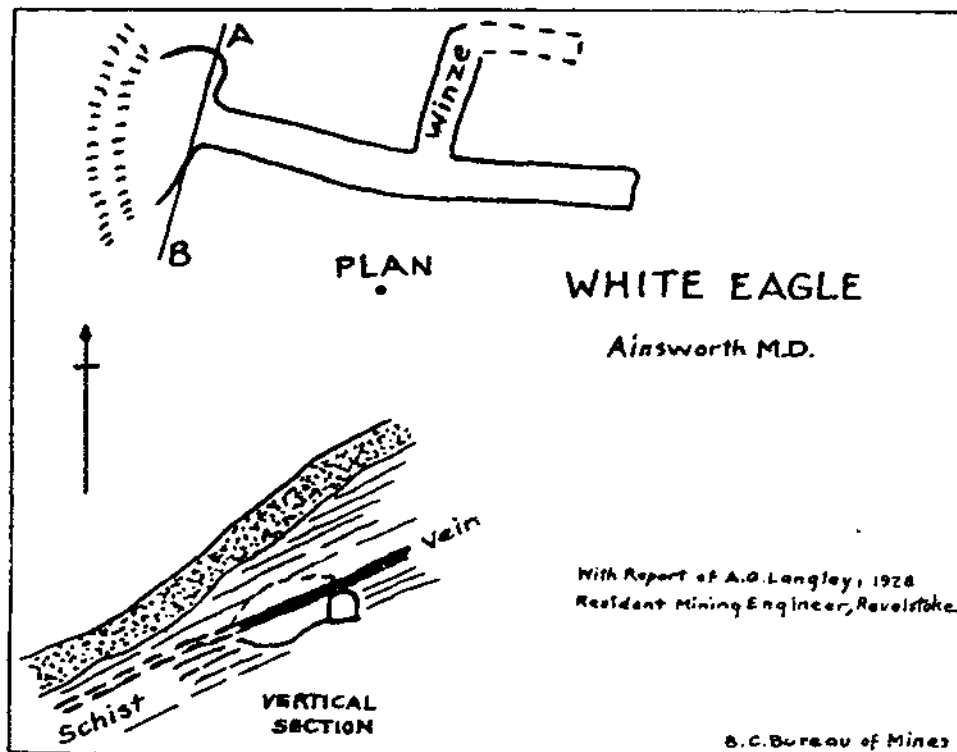 A
Winze
B
PLAN
WHITE EAGLE
Ainsworth M.D.
Vein
With Report of A.G. Langley, 1928
Resident Mining Engineer, Revelstoke
Schist
VERTICAL
SECTION
B.C. Bureau of Mines